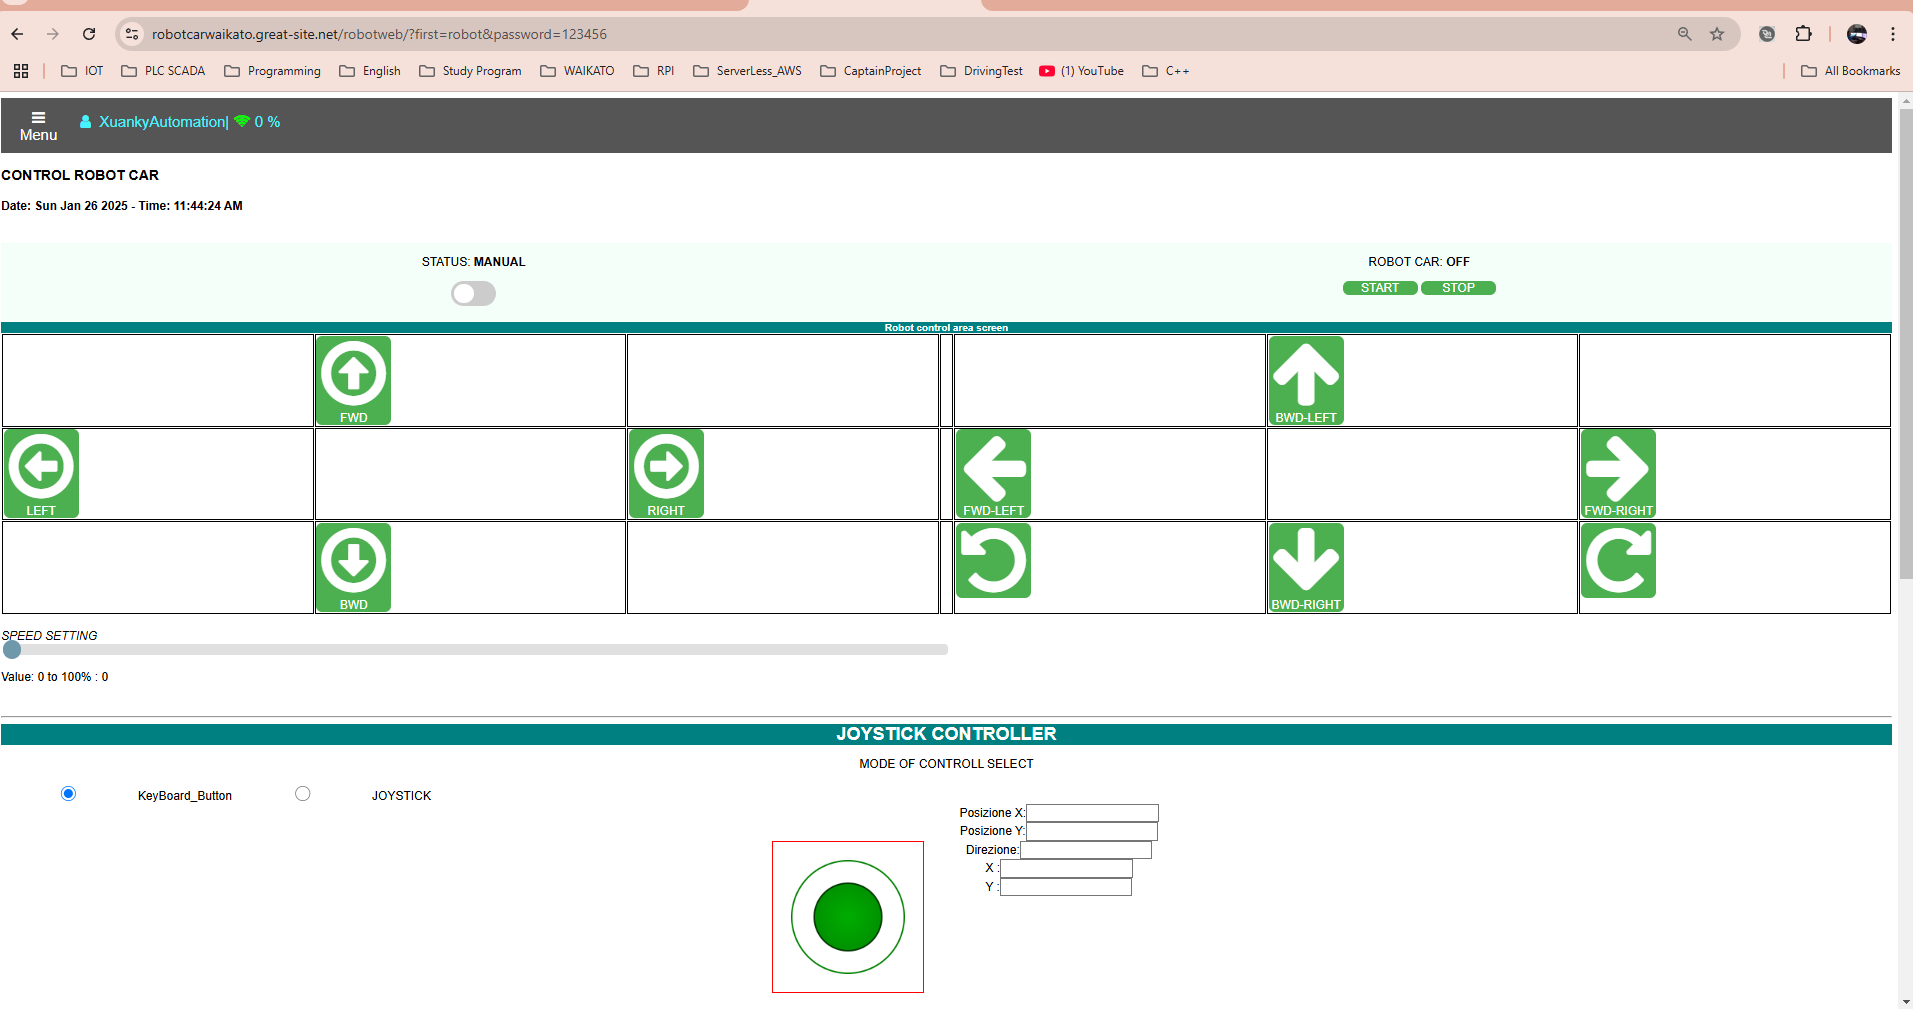 robotcarwaikato.great-site.net/robotweb/?first=robot&password=123456
IOT PLC SCADA Programming English Study Program WAIKATO RPI ServerLess_AWS CaptainProject DrivingTest (1) YouTube C++ All Bookmarks
Menu XuankyAutomation| 0 %
CONTROL ROBOT CAR
Date: Sun Jan 26 2025 - Time: 11:44:24 AM
STATUS: MANUAL ROBOT CAR: OFF
START STOP
Robot control area screen
FWD BWD-LEFT
LEFT RIGHT FWD-LEFT FWD-RIGHT
BWD BWD-RIGHT
SPEED SETTING
Value: 0 to 100% : 0
JOYSTICK CONTROLLER
MODE OF CONTROLL SELECT
KeyBoard_Button JOYSTICK
Posizione X:
Posizione Y:
Direzione:
X :
Y :